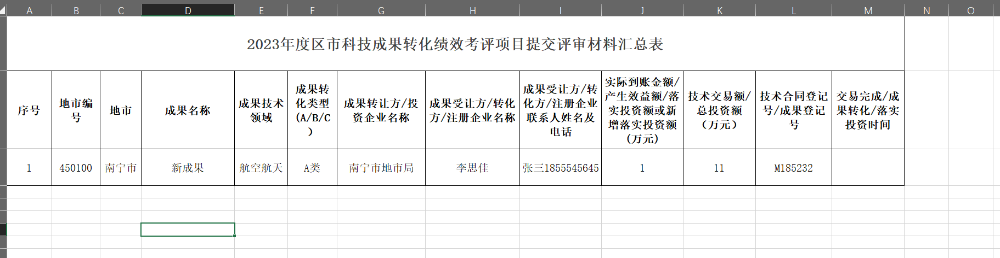 A B C D E F G H I J K L M N O
2023年度区市科技成果转化绩效考评项目提交评审材料汇总表
序号
地市编
号
地市
成果名称
成果技术
领域
成果转
化类型
(A/B/C
)
成果转让方/投
资企业名称
成果受让方/转化
方/注册企业名称
成果受让方/转
化方/注册企业
联系人姓名及
电话
实际到账金额/
产生效益额/落
实投资额或新
增落实投资额
(万元)
技术交易额/
总投资额
（万元）
技术合同登记
号/成果登记
号
交易完成/成
果转化/落实
投资时间
1 450100 南宁市 新成果 航空航天 A类 南宁市地市局 李思佳 张三1855545645 1 11 M185232